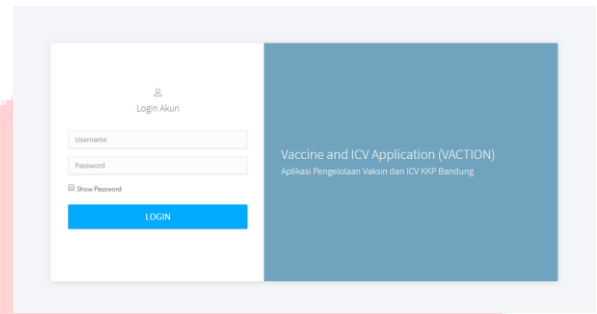 Login Akun
Username
Password
Show Password
LOGIN
Vaccine and ICV Application (VACTION)
Aplikasi Pengelolaan Vaksin dan ICV KKP Bandung